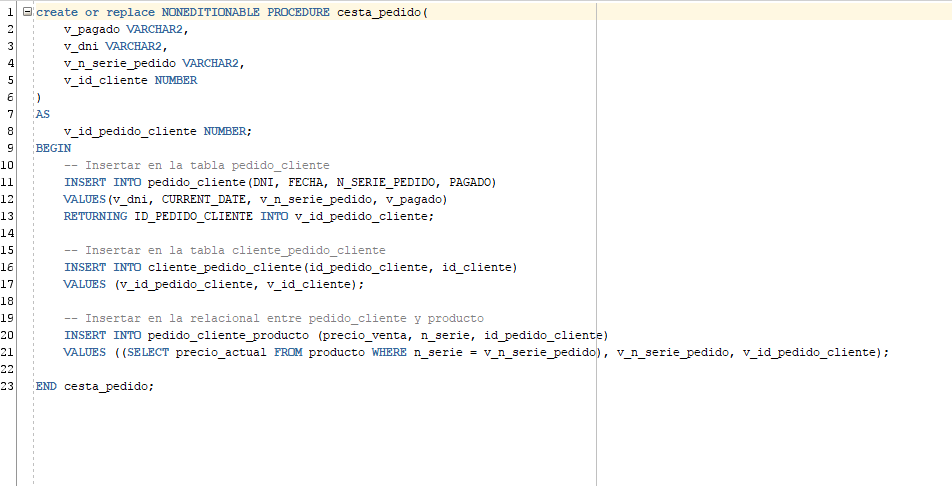 1 create or replace NONEDITIONABLE PROCEDURE cesta_pedido(
2     v_pagado VARCHAR2,
3     v_dni VARCHAR2,
4     v_n_serie_pedido VARCHAR2,
5     v_id_cliente NUMBER
6 )
7 AS
8     v_id_pedido_cliente NUMBER;
9 BEGIN
10     -- Insertar en la tabla pedido_cliente
11     INSERT INTO pedido_cliente(DNI, FECHA, N_SERIE_PEDIDO, PAGADO)
12     VALUES(v_dni, CURRENT_DATE, v_n_serie_pedido, v_pagado)
13     RETURNING ID_PEDIDO_CLIENTE INTO v_id_pedido_cliente;
14
15     -- Insertar en la tabla cliente_pedido_cliente
16     INSERT INTO cliente_pedido_cliente(id_pedido_cliente, id_cliente)
17     VALUES (v_id_pedido_cliente, v_id_cliente);
18
19     -- Insertar en la relacional entre pedido_cliente y producto
20     INSERT INTO pedido_cliente_producto (precio_venta, n_serie, id_pedido_cliente)
21     VALUES ((SELECT precio_actual FROM producto WHERE n_serie = v_n_serie_pedido), v_n_serie_pedido, v_id_pedido_cliente);
22
23 END cesta_pedido;